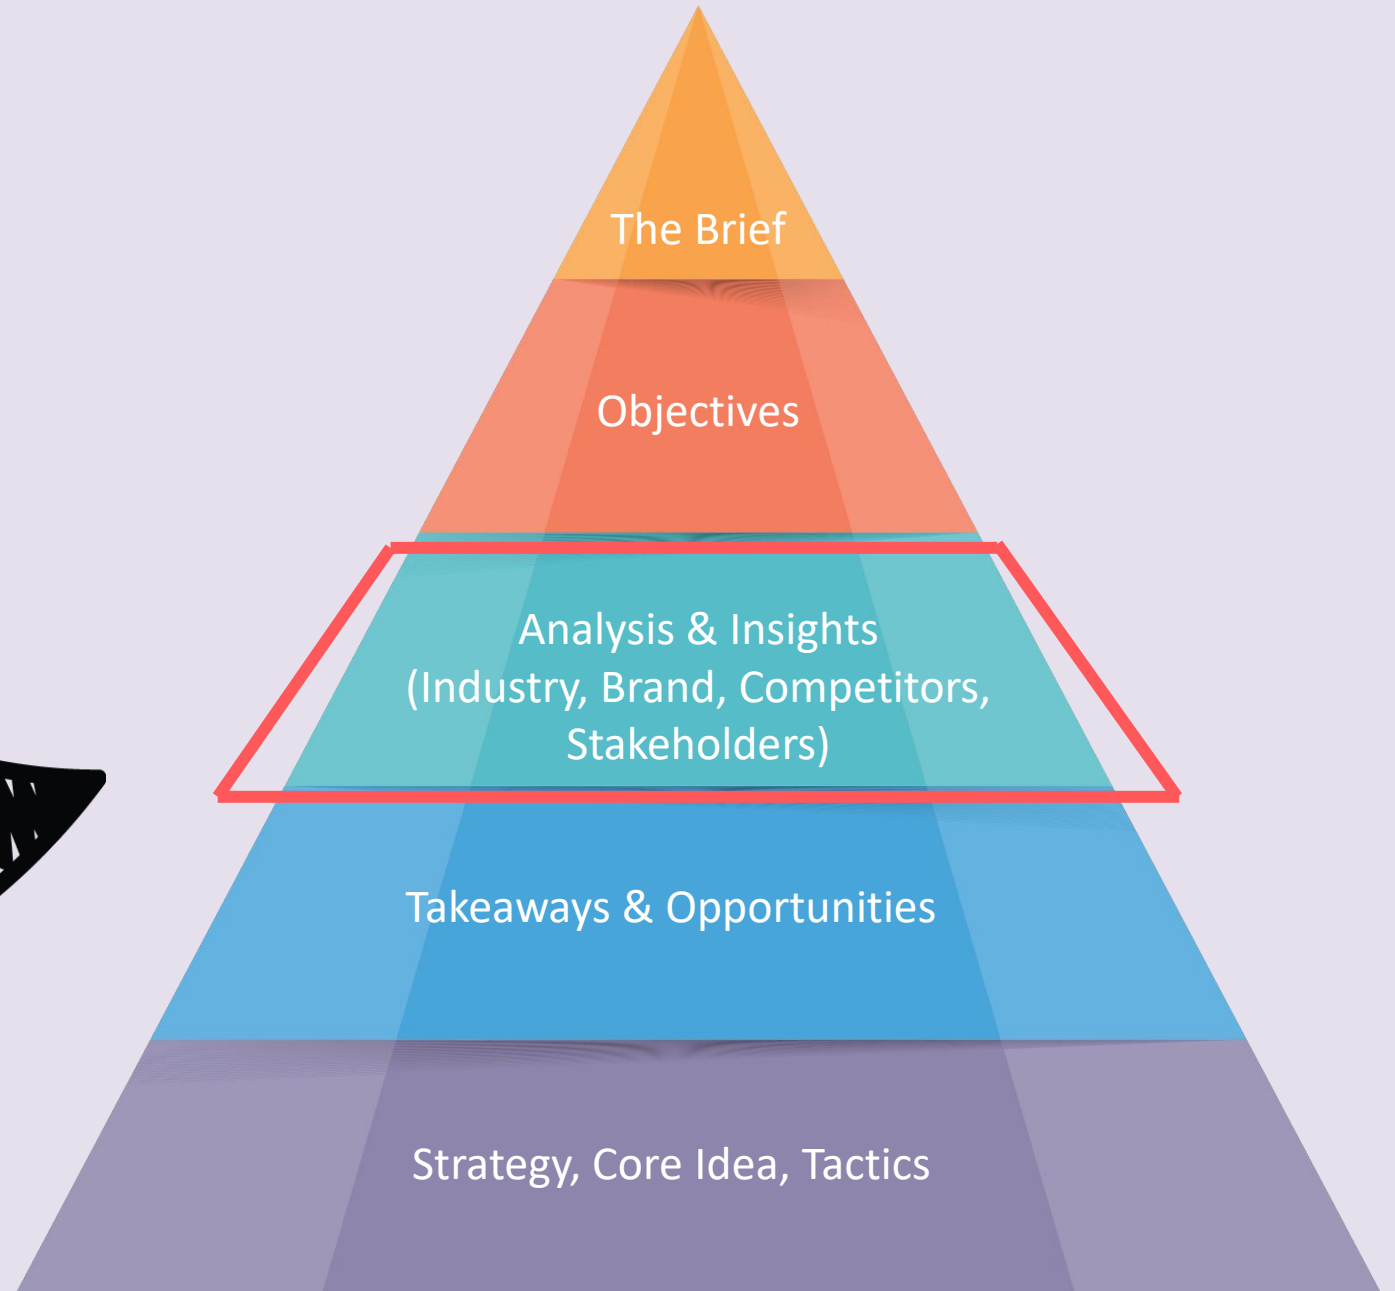 The Brief
Objectives
Analysis & Insights
(Industry, Brand, Competitors,
Stakeholders)
Takeaways & Opportunities
Strategy, Core Idea, Tactics